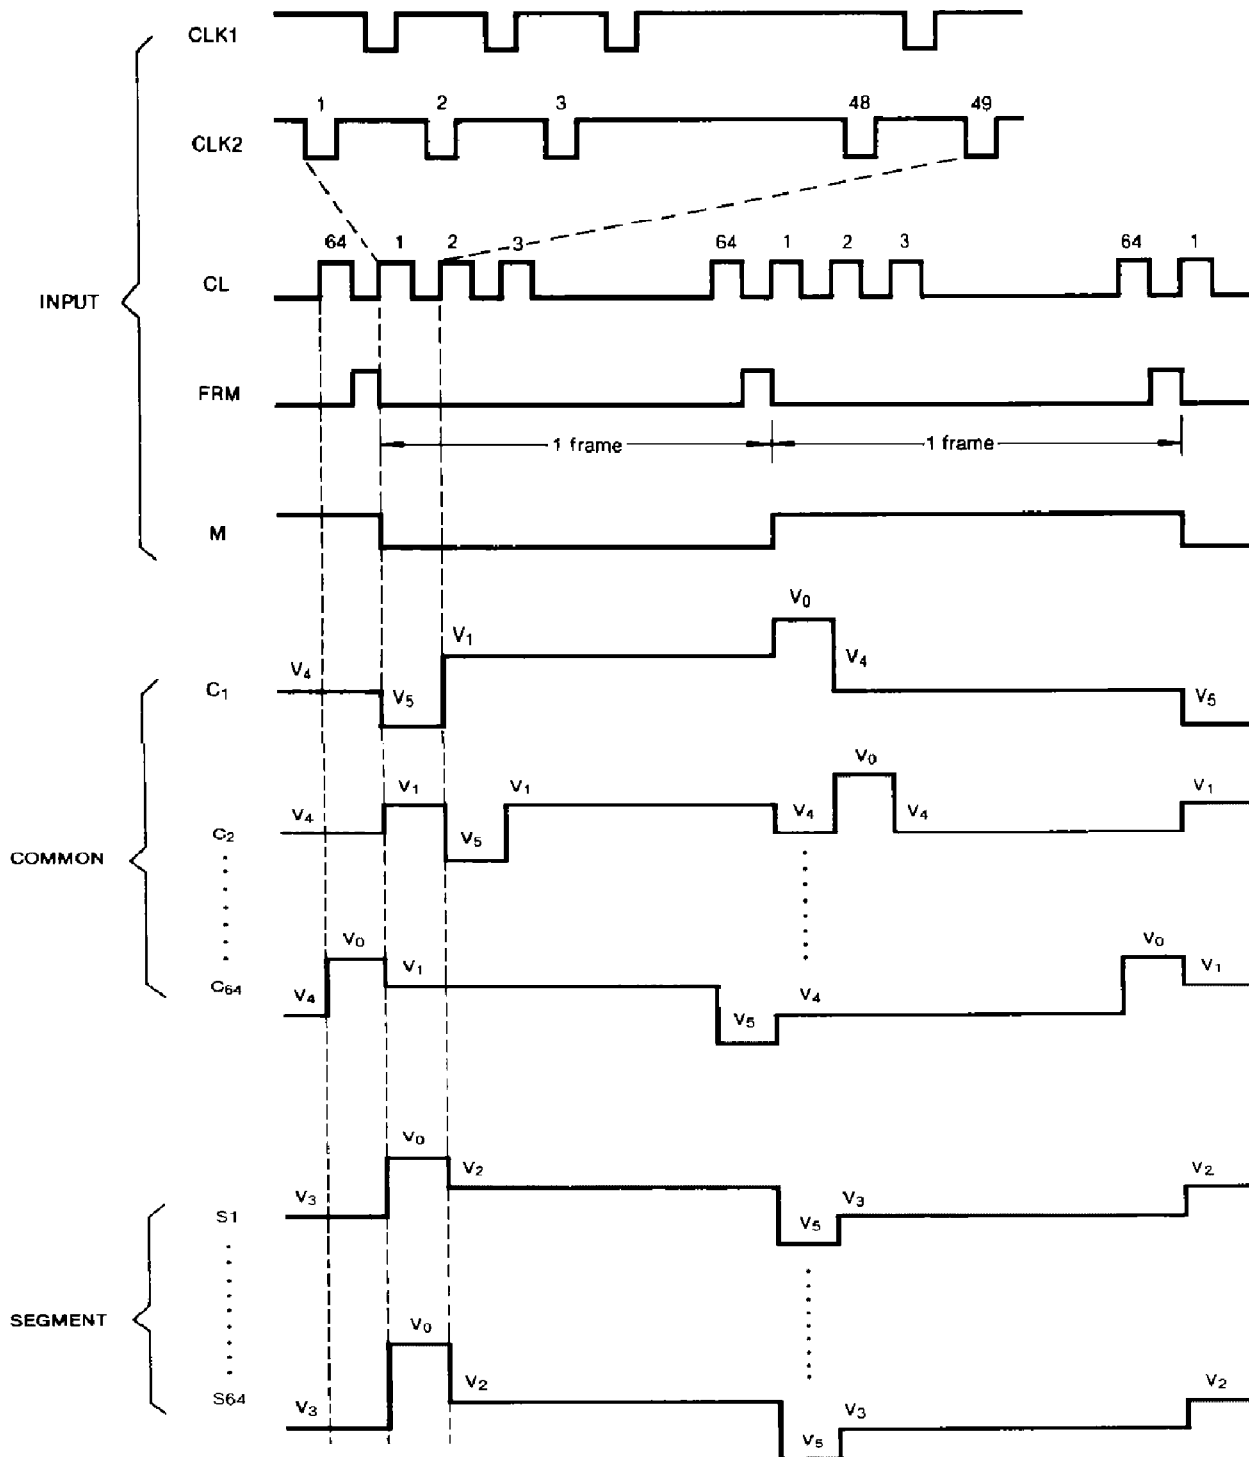 CLK1
1 2 3 48 49
CLK2
64 1 2 3 64 1 2 3 64 1
CL
INPUT
FRM
1 frame 1 frame
M
V0
V1
V4 V4
C1 V5 V5
V0
V1 V1 V1
V4 V4 V4
C2 V5
COMMON
V0 V0
V1 V1
C64 V4 V4
V5
V0
V2 V2
V3 V3
S1 V5
SEGMENT
V0
V2 V2
S64
V3 V3
V5